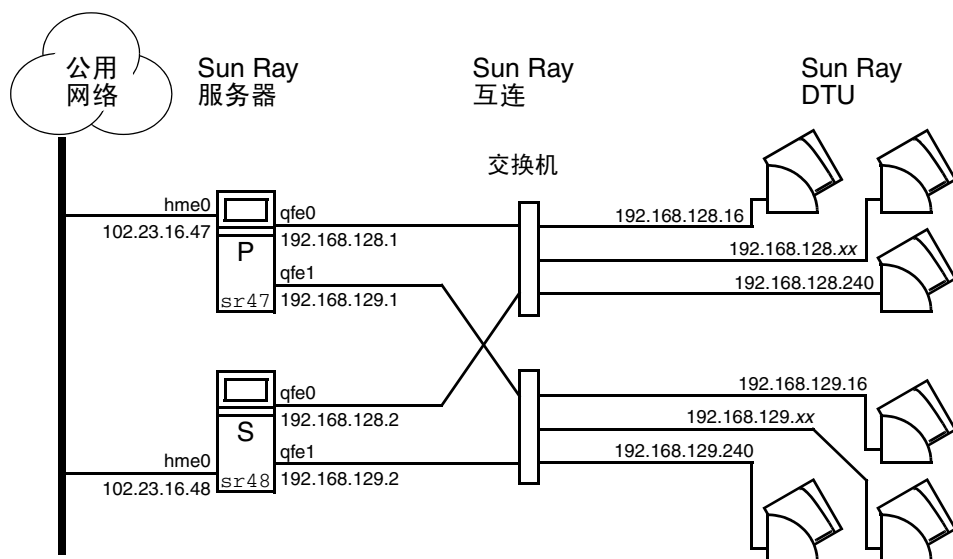 公用
网络
Sun Ray
服务器
Sun Ray
互连
Sun Ray
DTU
交换机
hme0
102.23.16.47
qfe0
192.168.128.1
P
qfe1
sr47
192.168.129.1
192.168.128.16
192.168.128.xx
192.168.128.240
qfe0
192.168.128.2
S
hme0
102.23.16.48
qfe1
sr48
192.168.129.2
192.168.129.16
192.168.129.xx
192.168.129.240